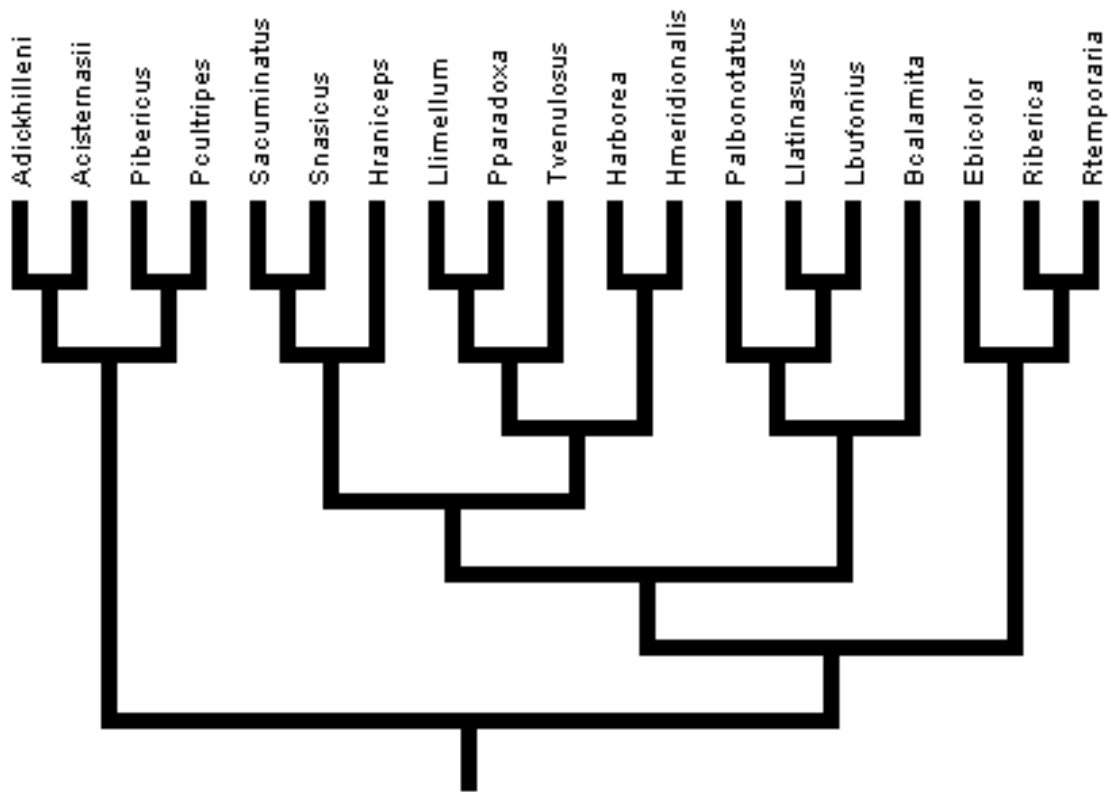 Adickhilleni
Acisternasii
Pibericus
Pcultripes
Sacuminatus
Snasicus
Hraniceps
Llimellum
Pparadoxa
Tvenulosus
Harborea
Hmeridionalis
Palbonotatus
Llatinasus
Lbufonius
Bcalamita
Ebicolor
Riberica
Rtemporaria